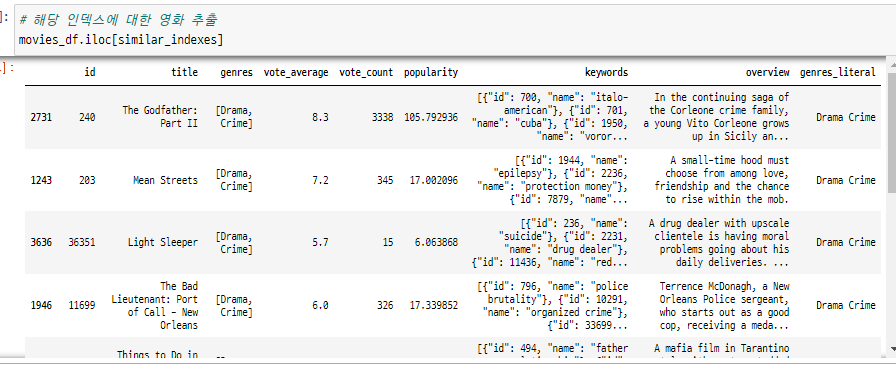 ]:
# 해당 인덱스에 대한 영화 추출
movies_df.iloc[similar_indexes]
]:
id title genres vote_average vote_count popularity keywords overview genres_literal
2731 240 The Godfather: Part II [Drama, Crime] 8.3 3338 105.792936 [{"id": 700, "name": "italo-american"}, {"id": 701, "name": "cuba"}, {"id": 1950, "name": "voror... In the continuing saga of the Corleone crime family, a young Vito Corleone grows up in Sicily an... Drama Crime
1243 203 Mean Streets [Drama, Crime] 7.2 345 17.002096 [{"id": 1944, "name": "epilepsy"}, {"id": 2236, "name": "protection money"}, {"id": 7879, "name"... A small-time hood must choose from among love, friendship and the chance to rise within the mob. Drama Crime
3636 36351 Light Sleeper [Drama, Crime] 5.7 15 6.063868 [{"id": 236, "name": "suicide"}, {"id": 2231, "name": "drug dealer"}, {"id": 11436, "name": "red... A drug dealer with upscale clientele is having moral problems going about his daily deliveries. ... Drama Crime
1946 11699 The Bad Lieutenant: Port of Call - New Orleans [Drama, Crime] 6.0 326 17.339852 [{"id": 796, "name": "police brutality"}, {"id": 10291, "name": "organized crime"}, {"id": 33699... Terrence McDonagh, a New Orleans Police sergeant, who starts out as a good cop, receiving a meda... Drama Crime
Things to Do in [{"id": 494, "name": "father A mafia film in Tarantino